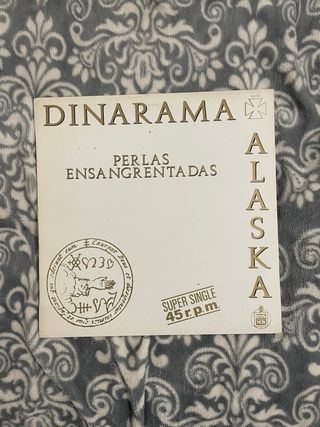 DINARAMA
ALASKA
PERLAS
ENSANGRENTADAS
SUPER SINGLE
45 r.p.m.